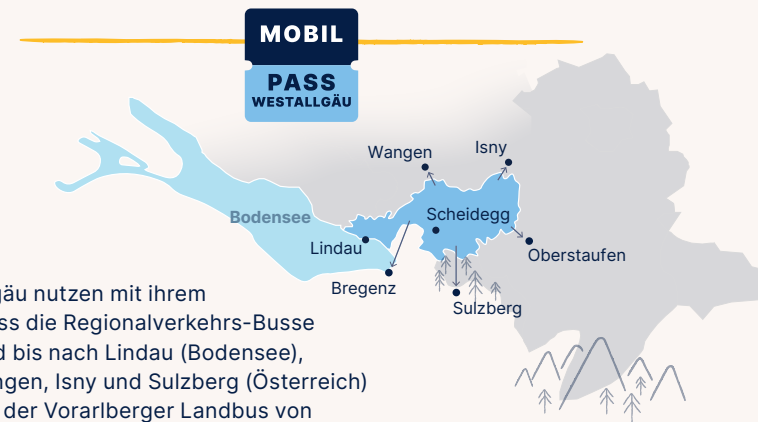 MOBIL
PASS
WESTALLGÄU
Wangen
Isny
Bodensee
Scheidegg
Lindau
Oberstaufen
Bregenz
Sulzberg
gäu nutzen mit ihrem
ss die Regionalverkehrs-Busse
d bis nach Lindau (Bodensee),
ngen, Isny und Sulzberg (Österreich)
der Vorarlberger Landbus von